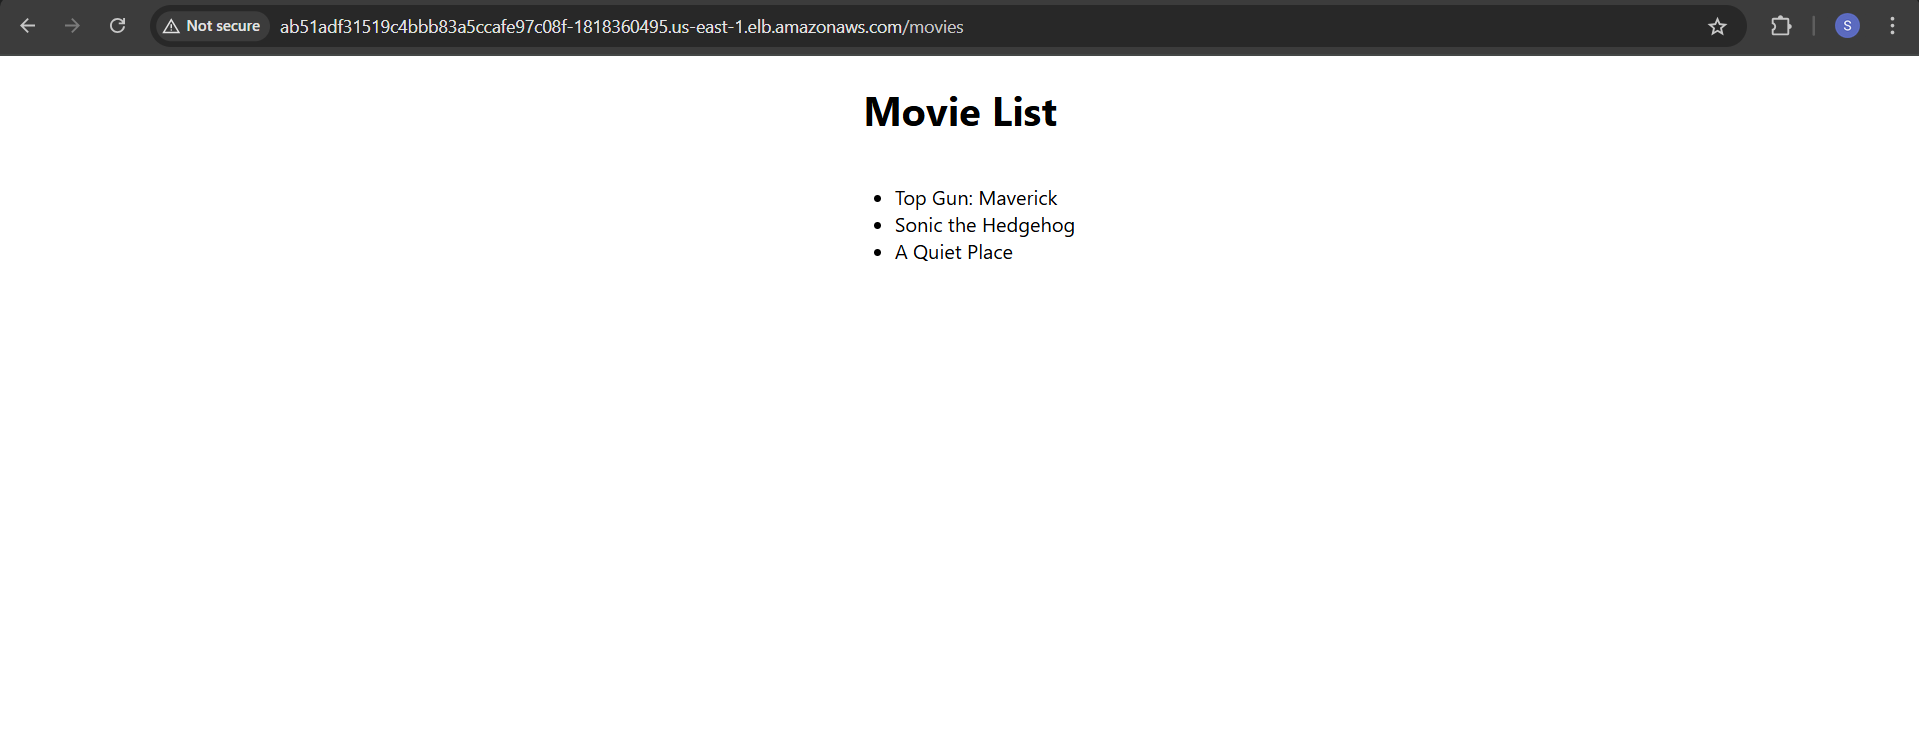 Not secure ab51adf31519c4bbb83a5ccafe97c08f-1818360495.us-east-1.elb.amazonaws.com/movies S
Movie List
Top Gun: Maverick
Sonic the Hedgehog
A Quiet Place